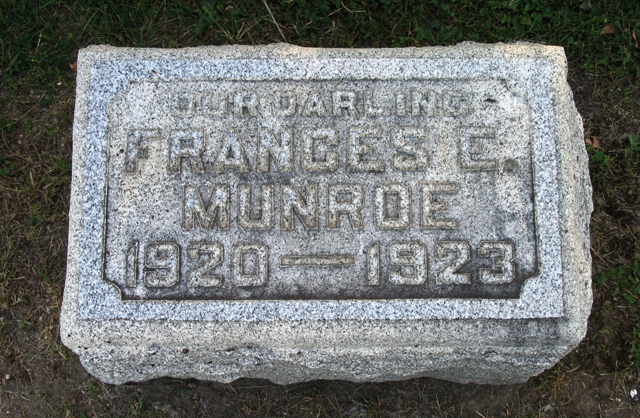 OUR DARLING
FRANCES E.
MUNROE
1920 — 1923